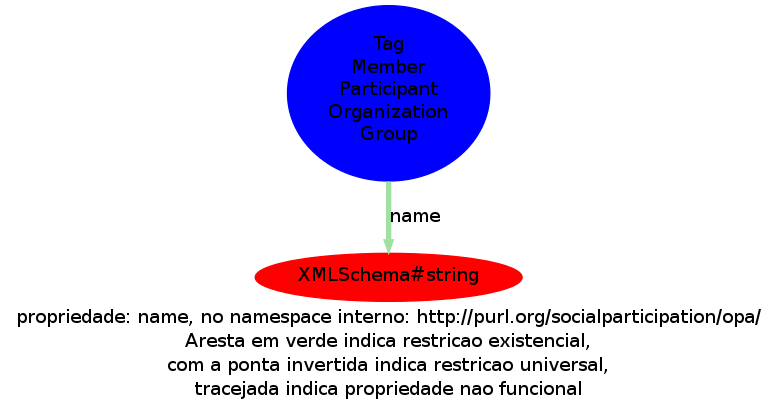 Tag
Member
Participant
Organization
Group
name
XMLSchema#string
propriedade: name, no namespace interno: http://purl.org/socialparticipation/opa/
Aresta em verde indica restricao existencial,
com a ponta invertida indica restricao universal,
tracejada indica propriedade nao funcional